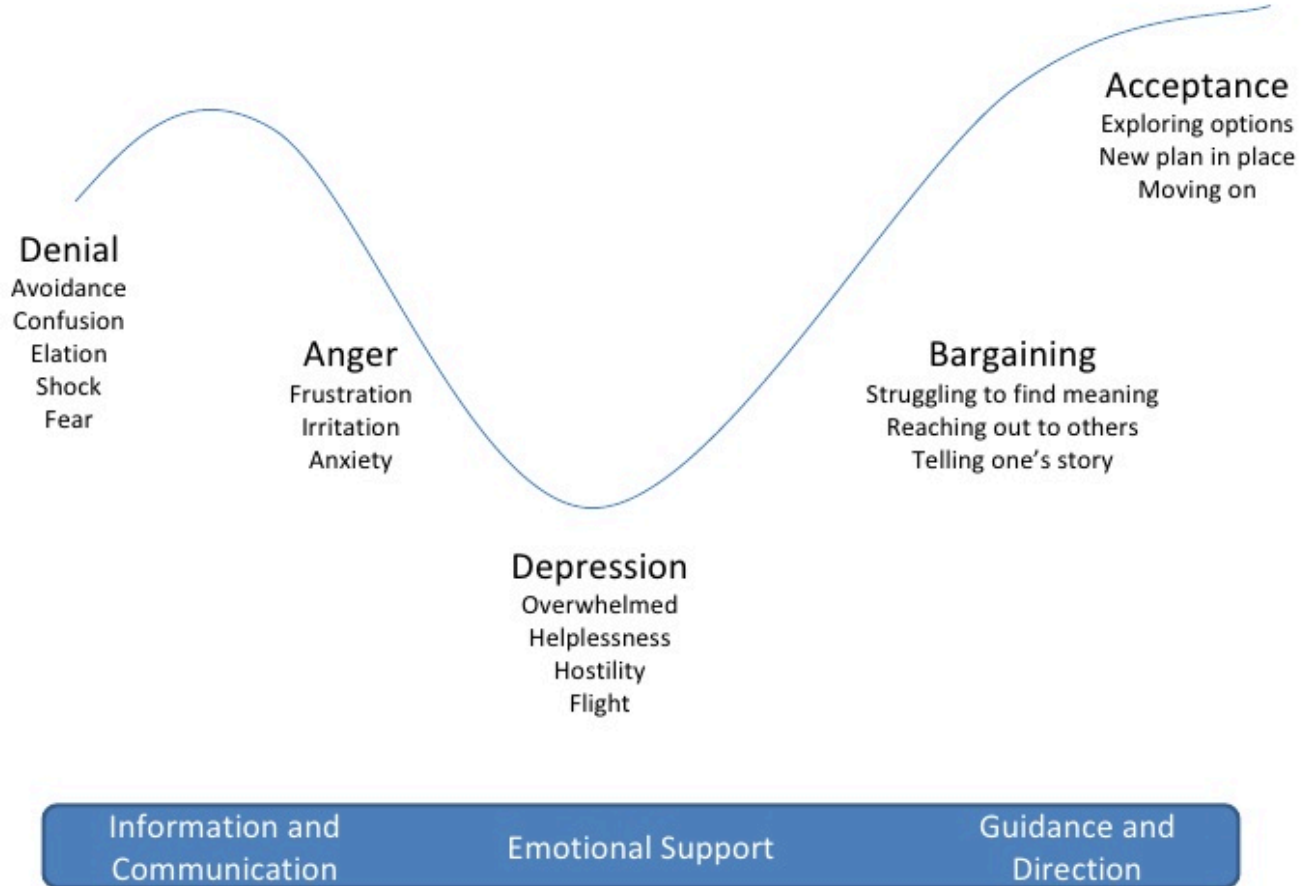 Denial
Avoidance
Confusion
Elation
Shock
Fear
Anger
Frustration
Irritation
Anxiety
Depression
Overwhelmed
Helplessness
Hostility
Flight
Bargaining
Struggling to find meaning
Reaching out to others
Telling one’s story
Acceptance
Exploring options
New plan in place
Moving on
Information and
Communication
Emotional Support
Guidance and
Direction